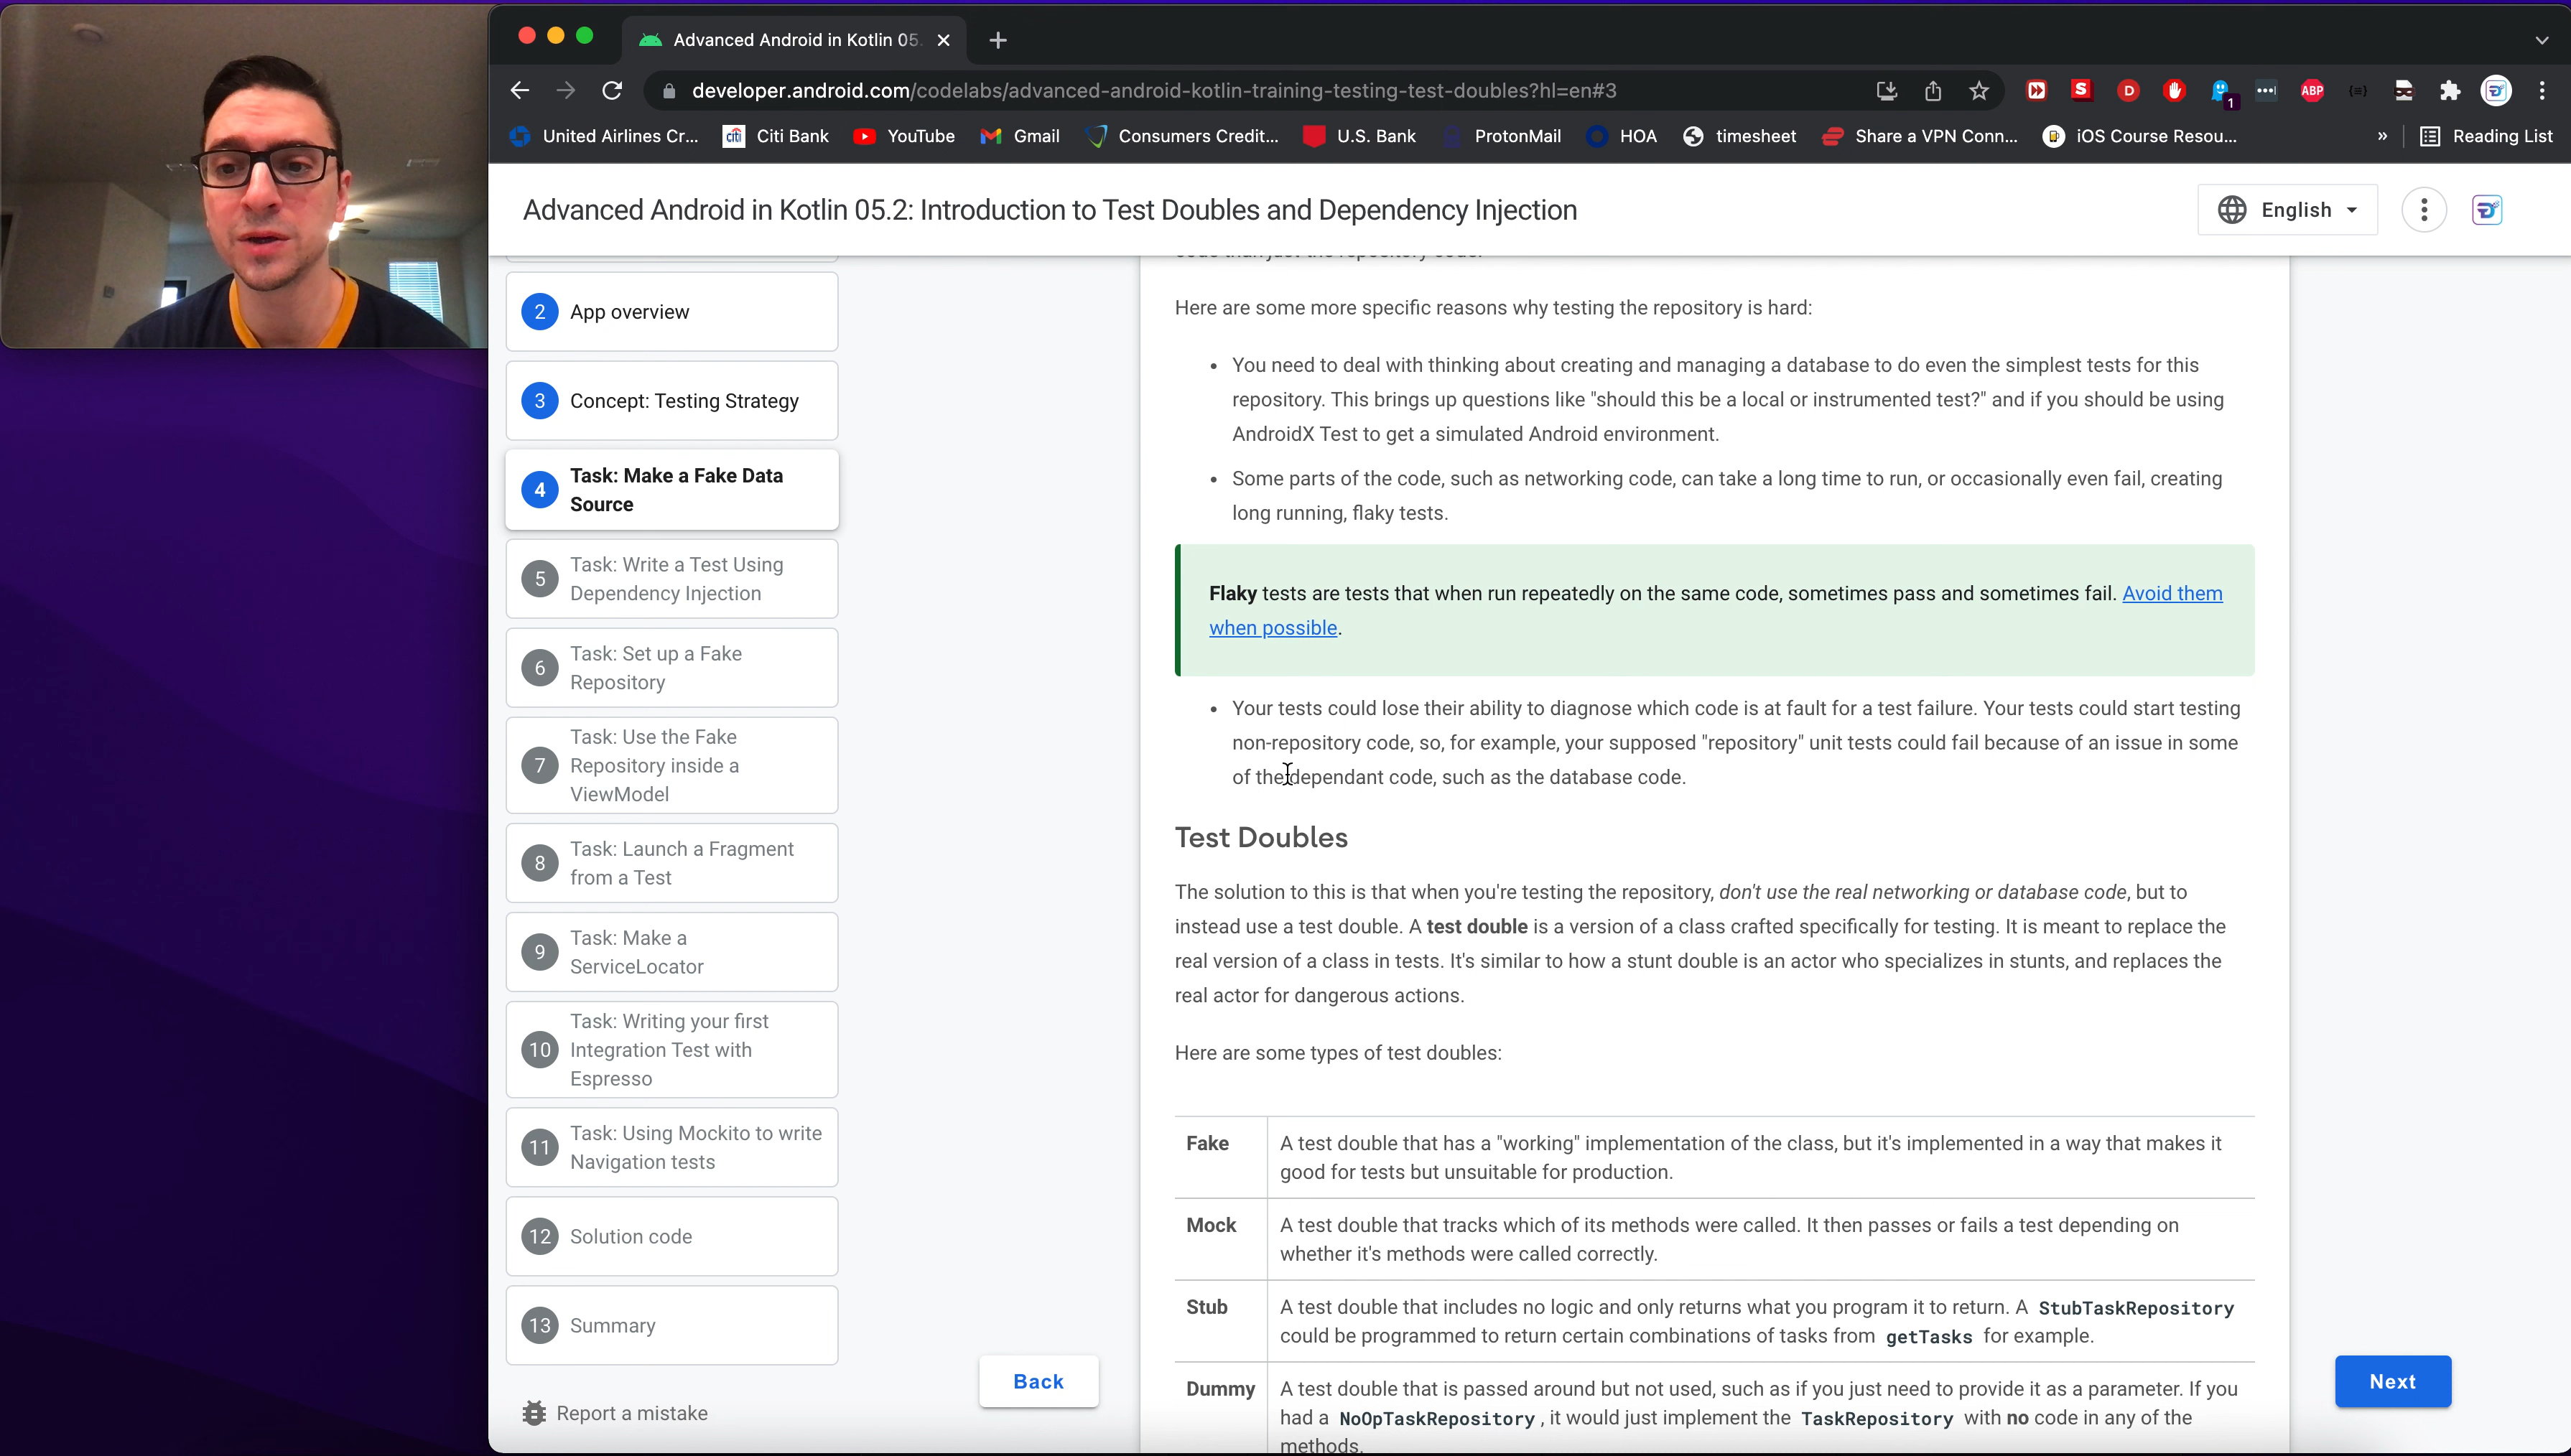 Advanced Android in Kotlin 05.
developer.android.com/codelabs/advanced-android-kotlin-training-testing-test-doubles?hl=en#3
S
D
1
ABP
United Airlines Cr...
citi
Citi Bank
YouTube
Gmail
Consumers Credit...
U.S. Bank
ProtonMail
HOA
timesheet
Share a VPN Conn...
iOS Course Resou...
»
Reading List
Advanced Android in Kotlin 05.2: Introduction to Test Doubles and Dependency Injection
English
2
App overview
3
Concept: Testing Strategy
4
Task: Make a Fake Data
Source
5
Task: Write a Test Using
Dependency Injection
6
Task: Set up a Fake
Repository
7
Task: Use the Fake
Repository inside a
ViewModel
8
Task: Launch a Fragment
from a Test
9
Task: Make a
ServiceLocator
10
Task: Writing your first
Integration Test with
Espresso
11
Task: Using Mockito to write
Navigation tests
12
Solution code
13
Summary
Report a mistake
code than just the repository code.
Here are some more specific reasons why testing the repository is hard:
• You need to deal with thinking about creating and managing a database to do even the simplest tests for this
repository. This brings up questions like "should this be a local or instrumented test?" and if you should be using
AndroidX Test to get a simulated Android environment.
• Some parts of the code, such as networking code, can take a long time to run, or occasionally even fail, creating
long running, flaky tests.
Flaky tests are tests that when run repeatedly on the same code, sometimes pass and sometimes fail. Avoid them
when possible.
• Your tests could lose their ability to diagnose which code is at fault for a test failure. Your tests could start testing
non-repository code, so, for example, your supposed "repository" unit tests could fail because of an issue in some
of the dependant code, such as the database code.
Test Doubles
The solution to this is that when you're testing the repository, don't use the real networking or database code, but to
instead use a test double. A test double is a version of a class crafted specifically for testing. It is meant to replace the
real version of a class in tests. It's similar to how a stunt double is an actor who specializes in stunts, and replaces the
real actor for dangerous actions.
Here are some types of test doubles:
Fake
A test double that has a "working" implementation of the class, but it's implemented in a way that makes it
good for tests but unsuitable for production.
Mock
A test double that tracks which of its methods were called. It then passes or fails a test depending on
whether it's methods were called correctly.
Stub
A test double that includes no logic and only returns what you program it to return. A StubTaskRepository
could be programmed to return certain combinations of tasks from getTasks for example.
Dummy
A test double that is passed around but not used, such as if you just need to provide it as a parameter. If you
had a NoOpTaskRepository, it would just implement the TaskRepository with no code in any of the
methods.
Back
Next